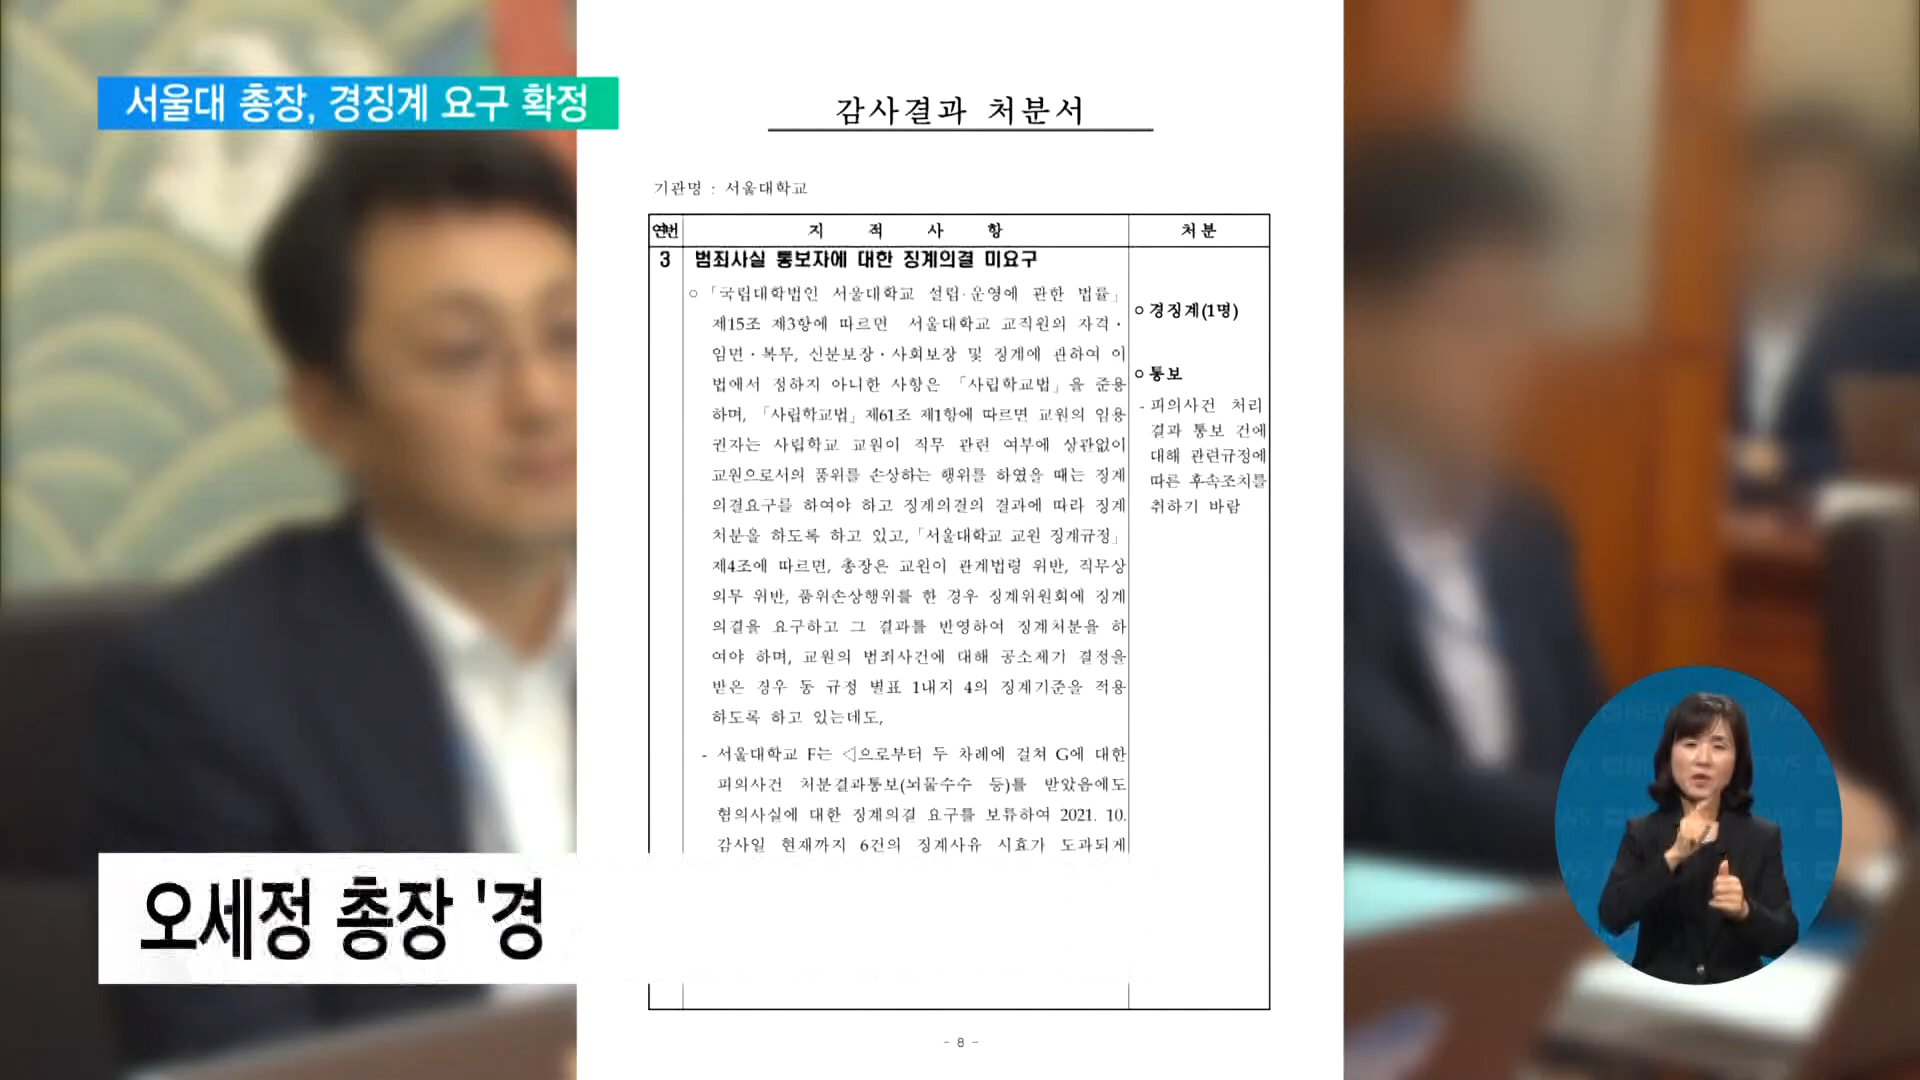 서울대 총장, 경징계 요구 확정
감사결과 처분서
기관명 : 서울대학교
연번 지 적 사 항 처 분
3 범죄사실 통보자에 대한 징계의결 미요구
○ 「국립대학법인 서울대학교 설립·운영에 관한 법률」
제15조 제3항에 따르면 서울대학교 교직원의 자격·
임면·복무, 신분보장·사회보장 및 징계에 관하여 이
법에서 정하지 아니한 사항은 「사립학교법」을 준용
하며, 「사립학교법」제61조 제1항에 따르면 교원의 임용
권자는 사립학교 교원이 직무 관련 여부에 상관없이
교원으로서의 품위를 손상하는 행위를 하였을 때는 징계
의결요구를 하여야 하고 징계의결의 결과에 따라 징계
처분을 하도록 하고 있고,「서울대학교 교원 징계규정」
제4조에 따르면, 총장은 교원이 관계법령 위반, 직무상
의무 위반, 품위손상행위를 한 경우 징계위원회에 징계
의결을 요구하고 그 결과를 반영하여 징계처분을 하
여야 하며, 교원의 범죄사건에 대해 공소제기 결정을
받은 경우 동 규정 별표 1내지 4의 징계기준을 적용
하도록 하고 있는데도,
- 서울대학교 F는 ◁으로부터 두 차례에 걸쳐 G에 대한
피의사건 처분결과통보(뇌물수수 등)를 받았음에도
혐의사실에 대한 징계의결 요구를 보류하여 2021. 10.
감사일 현재까지 6건의 징계사유 시효가 도과되게
○ 경징계(1명)
○ 통보
- 피의사건 처리
결과 통보 건에
대해 관련규정에
따른 후속조치를
취하기 바람
오세정 총장 '경
- 8 -